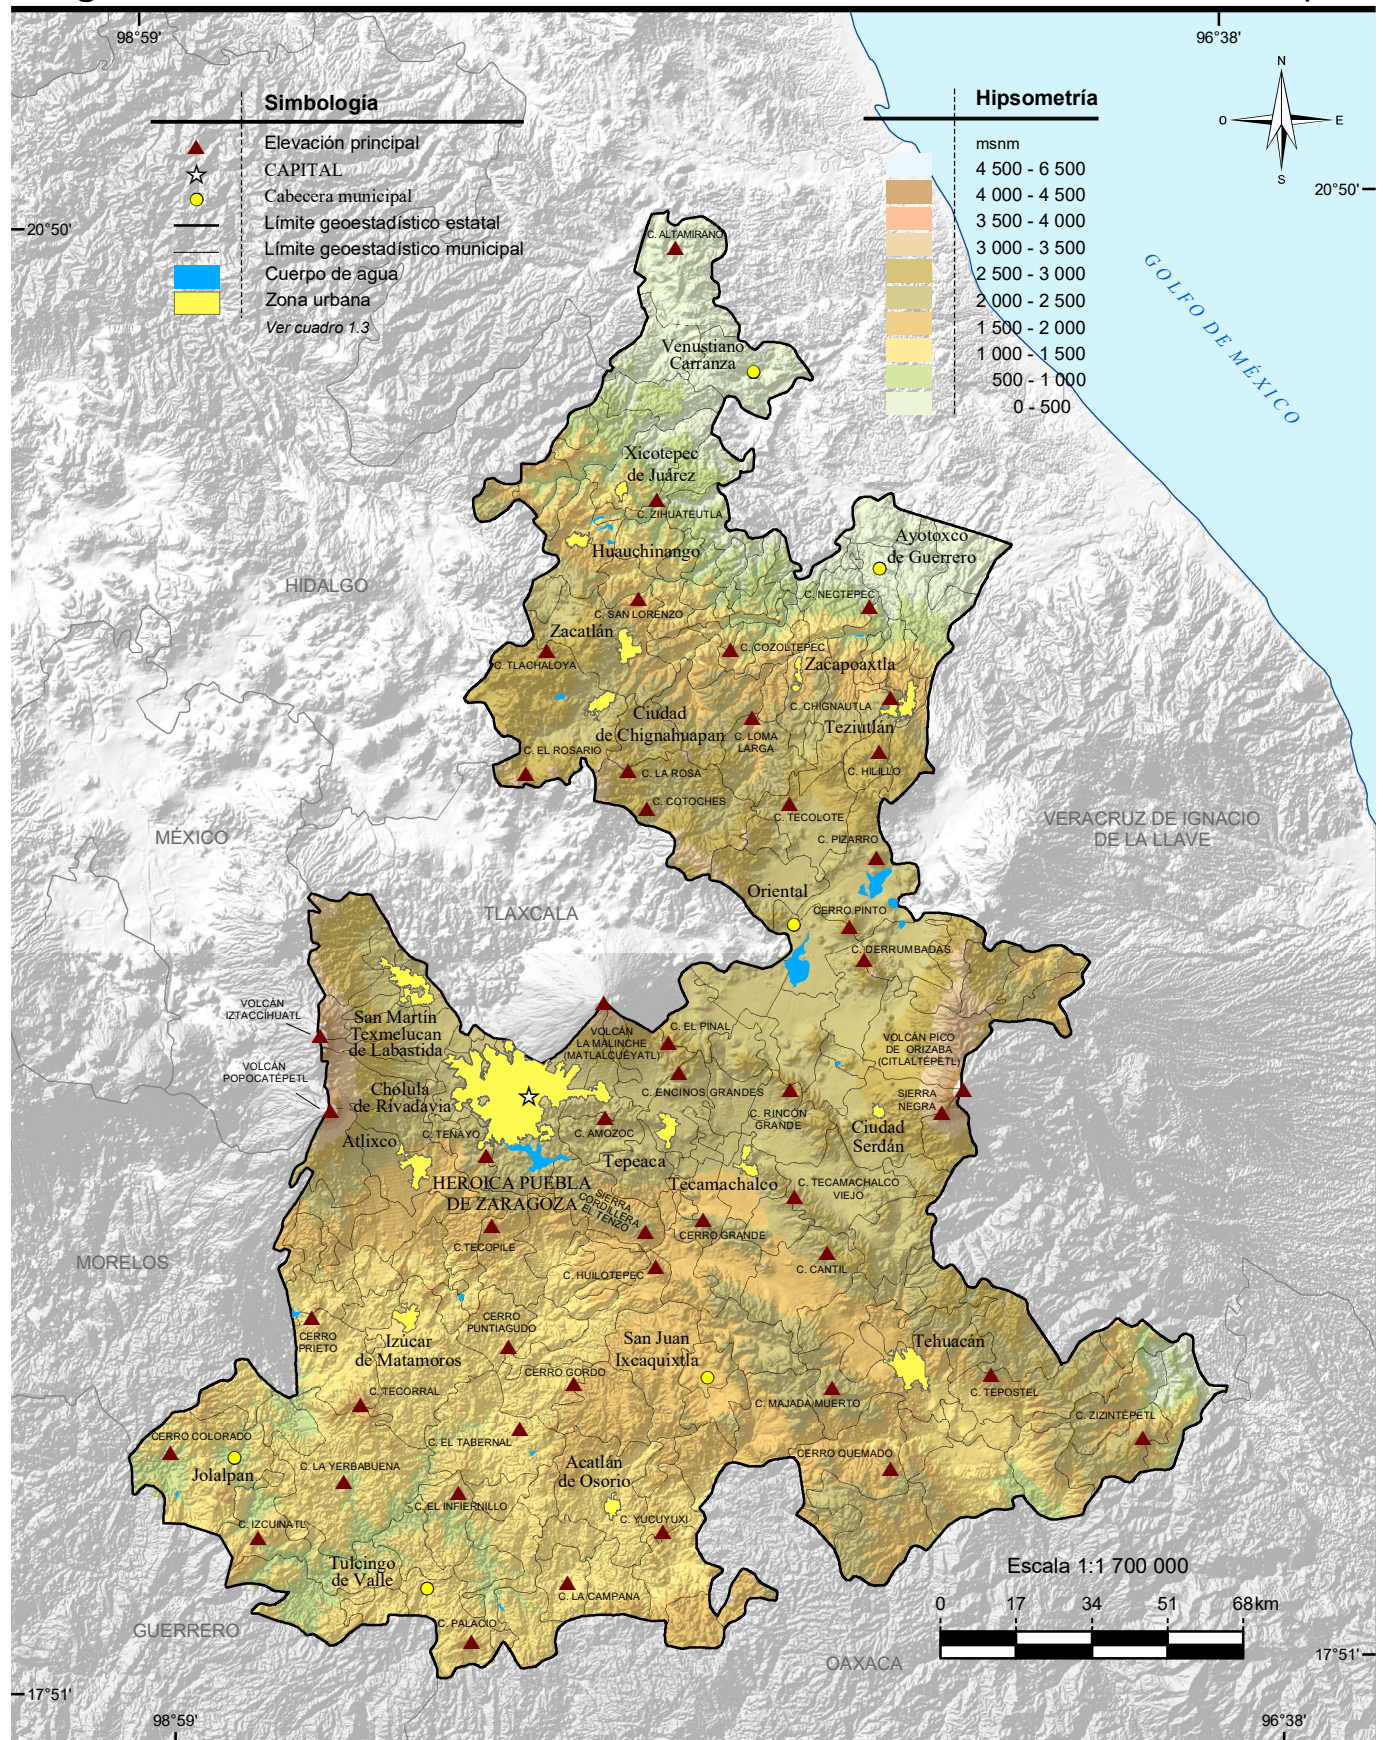 98°59'
96°38'
Simbología
Elevación principal
CAPITAL
Cabecera municipal
Límite geoestadístico estatal
Límite geoestadístico municipal
Cuerpo de agua
Zona urbana
Ver cuadro 1.3
Hipsometría
msnm
4 500 - 6 500
4 000 - 4 500
3 500 - 4 000
3 000 - 3 500
2 500 - 3 000
2 000 - 2 500
1 500 - 2 000
1 000 - 1 500
500 - 1 000
0 - 500
N
O
E
S
20°50'
20°50'
GOLFO DE MÉXICO
C. ALTAMIRANO
Venustiano
Carranza
Xicotepec
de Juárez
C. ZIHUATEUTLA
Huauchinango
Ayotoxco
de Guerrero
HIDALGO
C. NECTEPEC
C. SAN LORENZO
Zacatlán
C. TLACHALOYA
C. COZOLTEPEC
Zacapoaxtla
C. CHIGNAUTLA
Ciudad
de Chignahuapan
C. LOMA
LARGA
Teziutlán
C. EL ROSARIO
C. LA ROSA
C. HILILLO
C. COTOCHES
C. TECOLOTE
MÉXICO
VERACRUZ DE IGNACIO
DE LA LLAVE
C. PIZARRO
Oriental
TLAXCALA
CERRO PINTO
C. DERRUMBADAS
VOLCÁN
IZTACCÍHUATL
San Martín
Texmelucan
de Labastida
VOLCÁN
LA MALINCHE
(MATLALCUÉYATL)
C. EL PINAL
VOLCÁN PICO
DE ORIZABA
(CITLALTÉPETL)
VOLCÁN
POPOCATÉPETL
Cholula
de Rivadavia
C. ENCINOS GRANDES
C. RINCÓN
GRANDE
SIERRA
NEGRA
Ciudad
Serdán
Atlixco
C. TENAYO
C. AMOZOC
Tepeaca
HEROICA PUEBLA
DE ZARAGOZA
Tecamachalco
C. TECAMACHALCO
VIEJO
SIERRA
CORDILLERA
EL TENZO
C.TECOPILE
CERRO GRANDE
C. CANTIL
MORELOS
C. HUILOTEPEC
CERRO
PRIETO
CERRO
PUNTIAGUDO
Izúcar
de Matamoros
San Juan
Ixcaquixtla
Tehuacán
CERRO GORDO
C. TECORRAL
C. MAJADA MUERTO
C. TEPOSTEL
C. ZIZINTÉPETL
CERRO COLORADO
C. EL TABERNAL
Jolalpan
C. LA YERBABUENA
Acatlán
de Osorio
CERRO QUEMADO
C. EL INFIERNILLO
C. IZCUINATL
C. YUCUYUXI
Tulcingo
de Valle
C. LA CAMPANA
C. PALACIO
GUERRERO
OAXACA
Escala 1:1 700 000
0 17 34 51 68 km
17°51'
17°51'
98°59'
96°38'